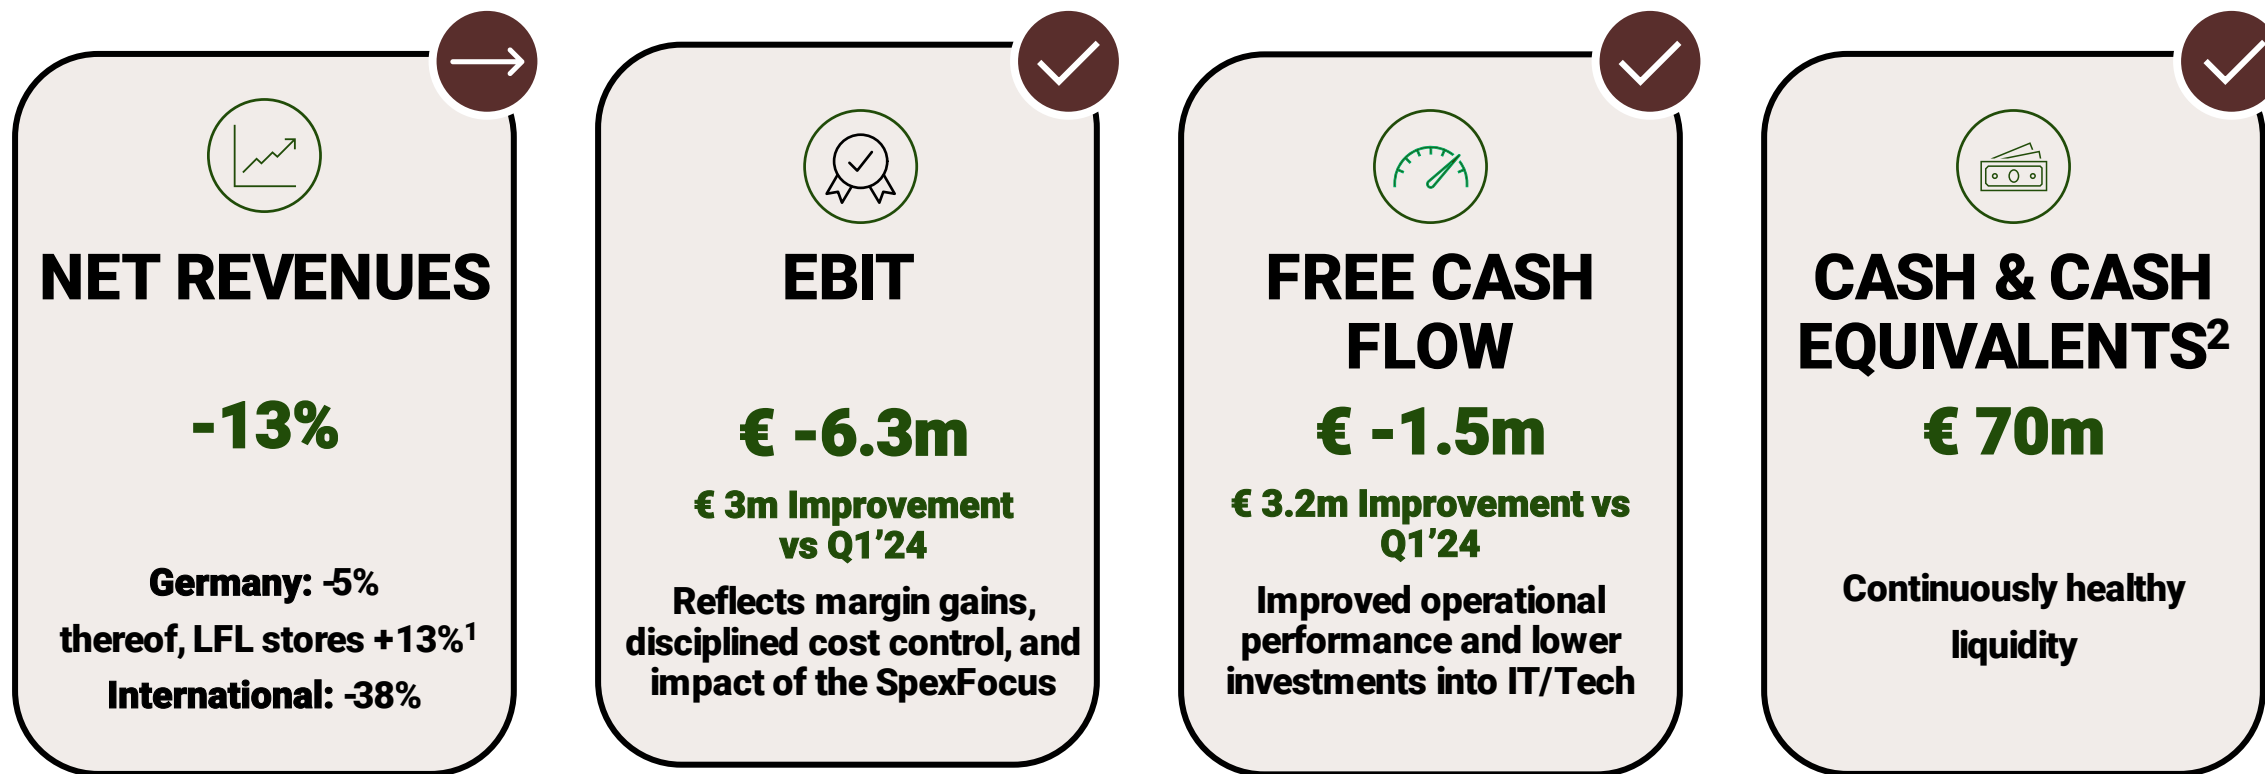 NET REVENUES
-13%
Germany: -5%
thereof, LFL stores +13%¹
International: -38%
EBIT
€ -6.3m
€ 3m Improvement
vs Q1’24
Reflects margin gains,
disciplined cost control, and
impact of the SpexFocus
FREE CASH
FLOW
€ -1.5m
€ 3.2m Improvement vs
Q1’24
Improved operational
performance and lower
investments into IT/Tech
CASH & CASH
EQUIVALENTS²
€ 70m
Continuously healthy
liquidity